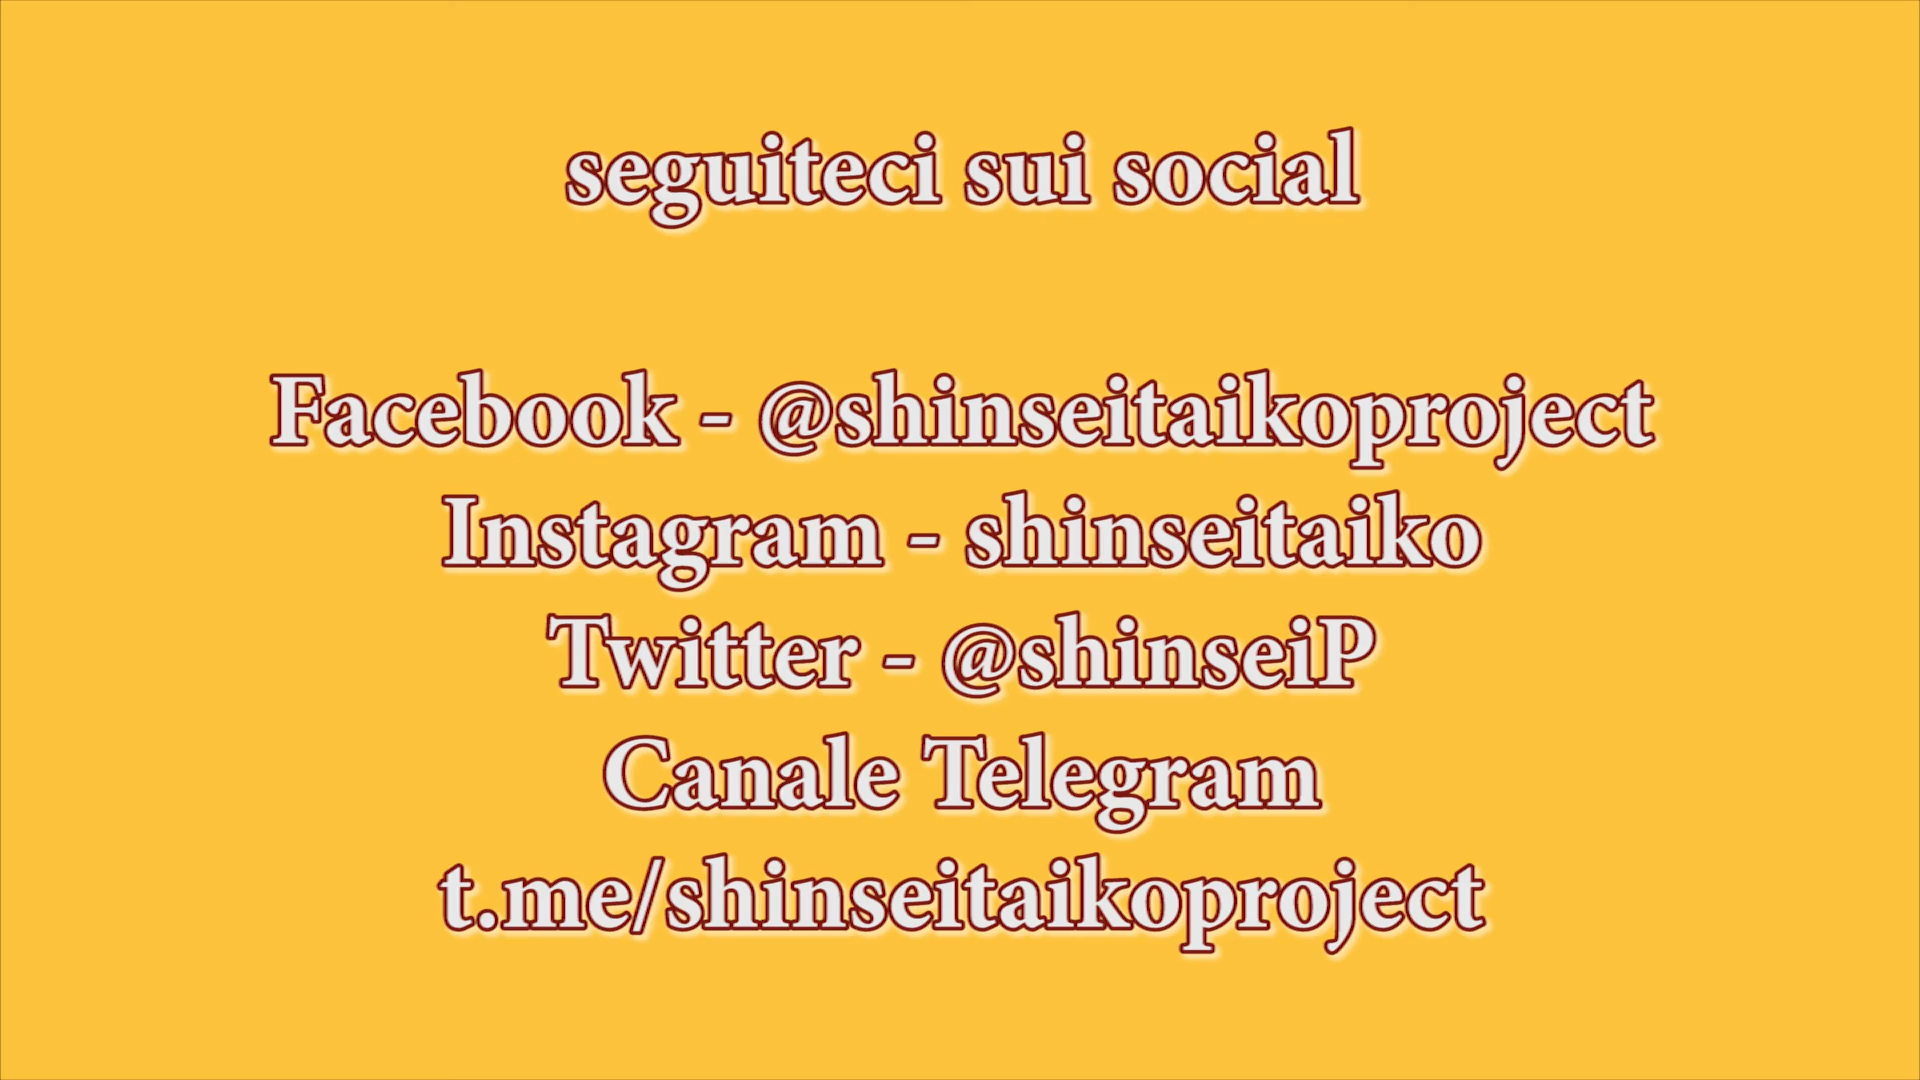 seguiteci sui social
Facebook - @shinseitaikoproject
Instagram - shinseitaiko
Twitter - @shinseiP
Canale Telegram
t.me/shinseitaikoproject